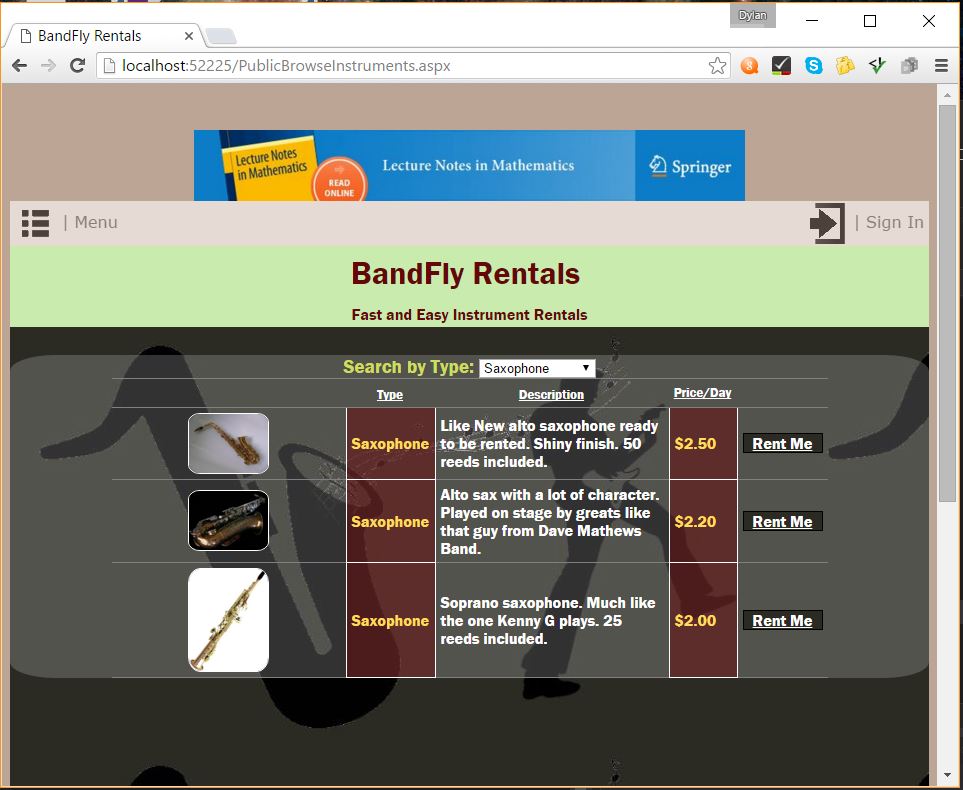 Dylan
BandFly Rentals
localhost:52225/PublicBrowseInstruments.aspx
Lecture Notes
in Mathematics
READ
ONLINE
Lecture Notes in Mathematics
Springer
| Menu
| Sign In
BandFly Rentals
Fast and Easy Instrument Rentals
Search by Type: Saxophone
Type Description Price/Day
Saxophone
Like New alto saxophone ready
to be rented. Shiny finish. 50
reeds included.
$2.50
Rent Me
Saxophone
Alto sax with a lot of character.
Played on stage by greats like
that guy from Dave Mathews
Band.
$2.20
Rent Me
Saxophone
Soprano saxophone. Much like
the one Kenny G plays. 25
reeds included.
$2.00
Rent Me